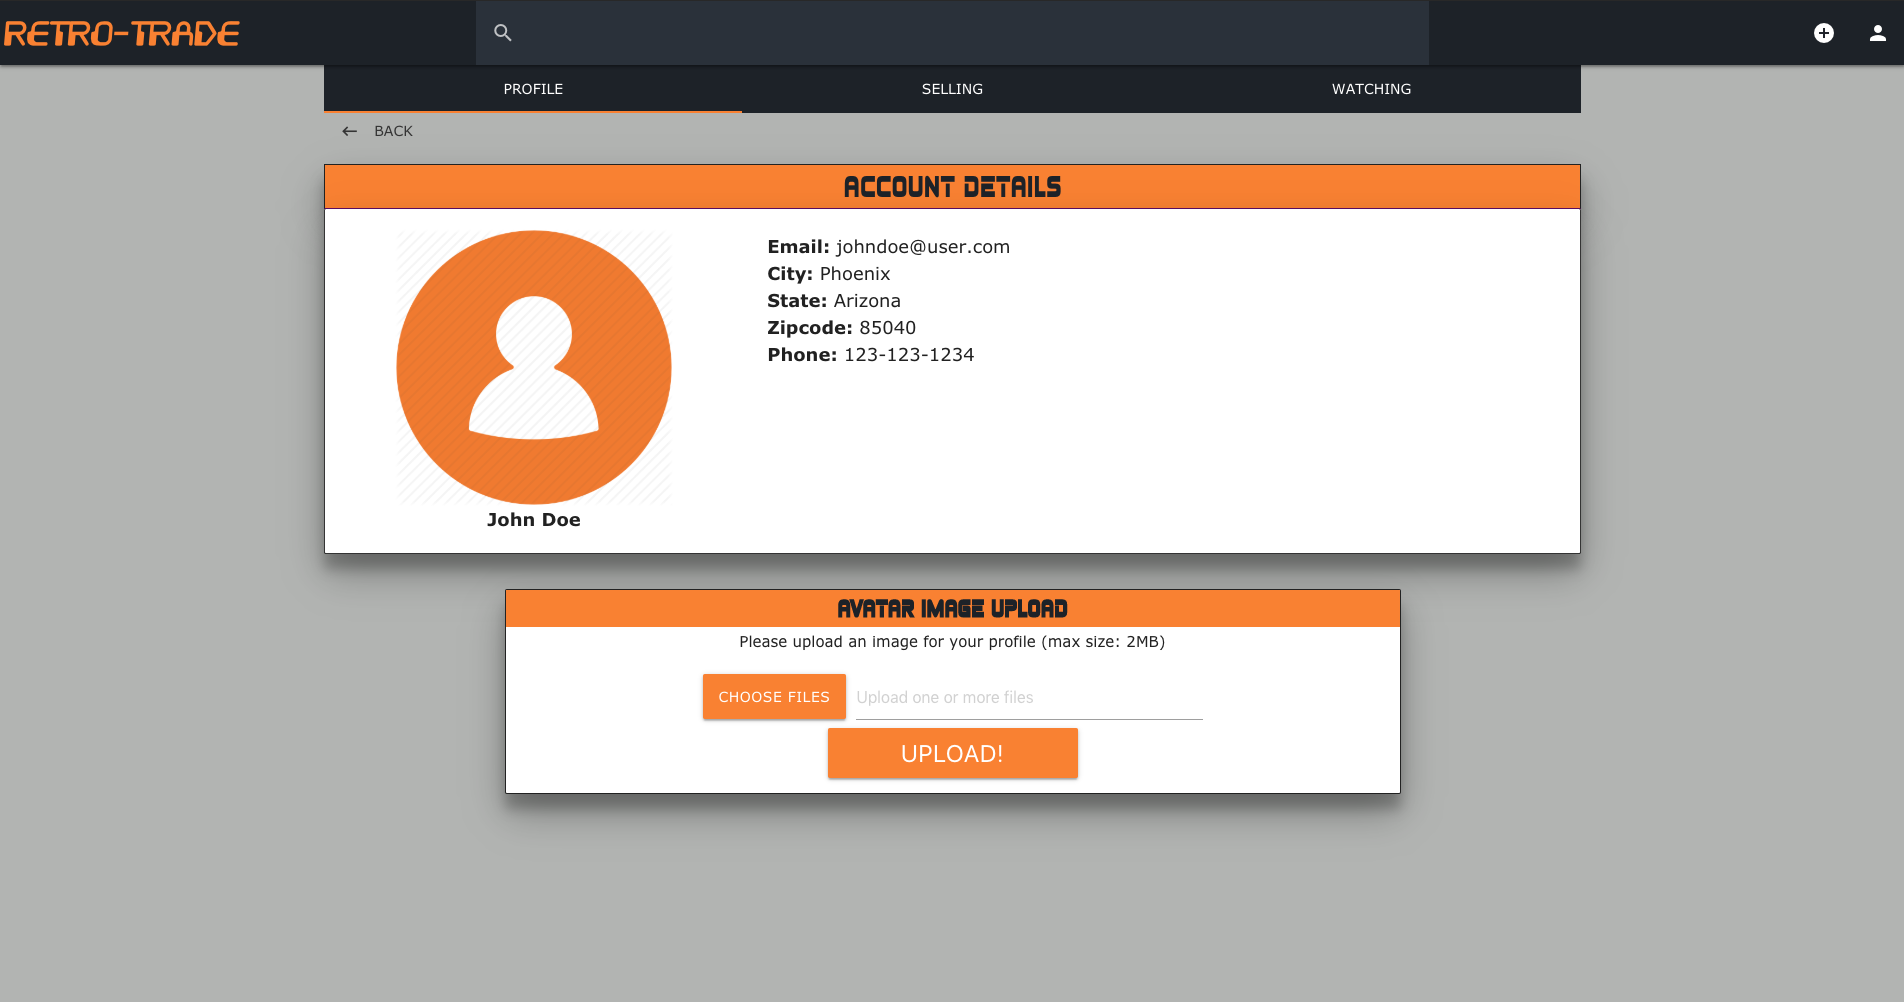 RETRO-TRADE
PROFILE
SELLING
WATCHING
BACK
ACCOUNT DETAILS
Email: johndoe@user.com
City: Phoenix
State: Arizona
Zipcode: 85040
Phone: 123-123-1234
John Doe
AVATAR IMAGE UPLOAD
Please upload an image for your profile (max size: 2MB)
CHOOSE FILES
Upload one or more files
UPLOAD!